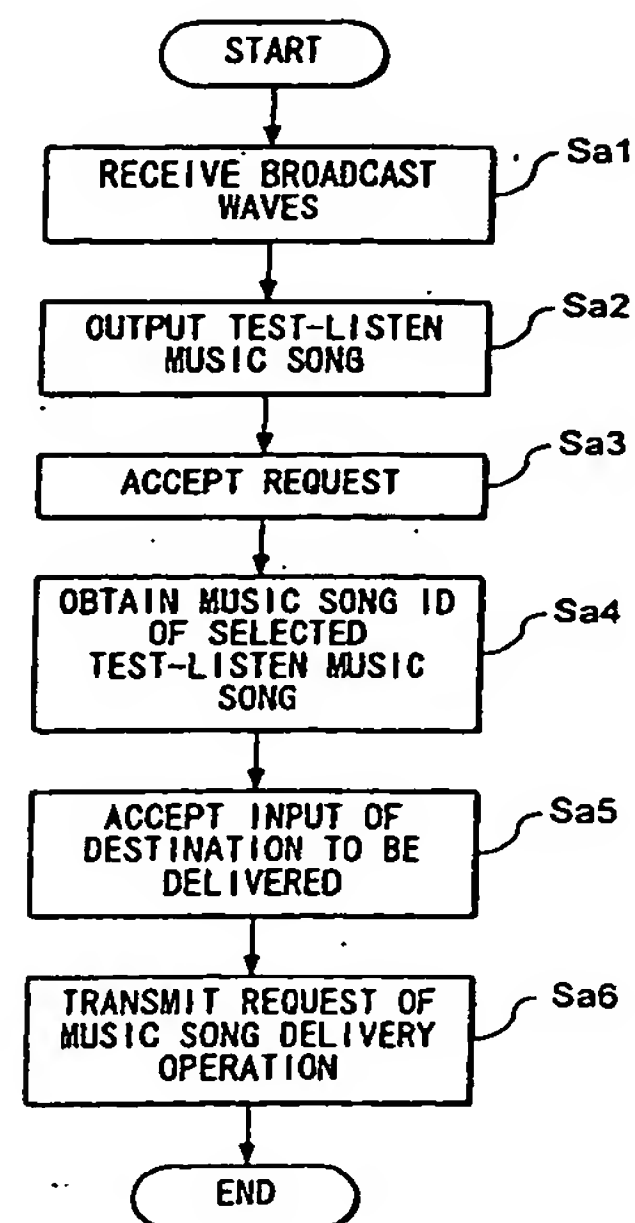 START
RECEIVE BROADCAST
WAVES
Sa1
OUTPUT TEST-LISTEN
MUSIC SONG
Sa2
ACCEPT REQUEST
Sa3
OBTAIN MUSIC SONG ID
OF SELECTED
TEST-LISTEN MUSIC
SONG
Sa4
ACCEPT INPUT OF
DESTINATION TO BE
DELIVERED
Sa5
TRANSMIT REQUEST OF
MUSIC SONG DELIVERY
OPERATION
Sa6
END